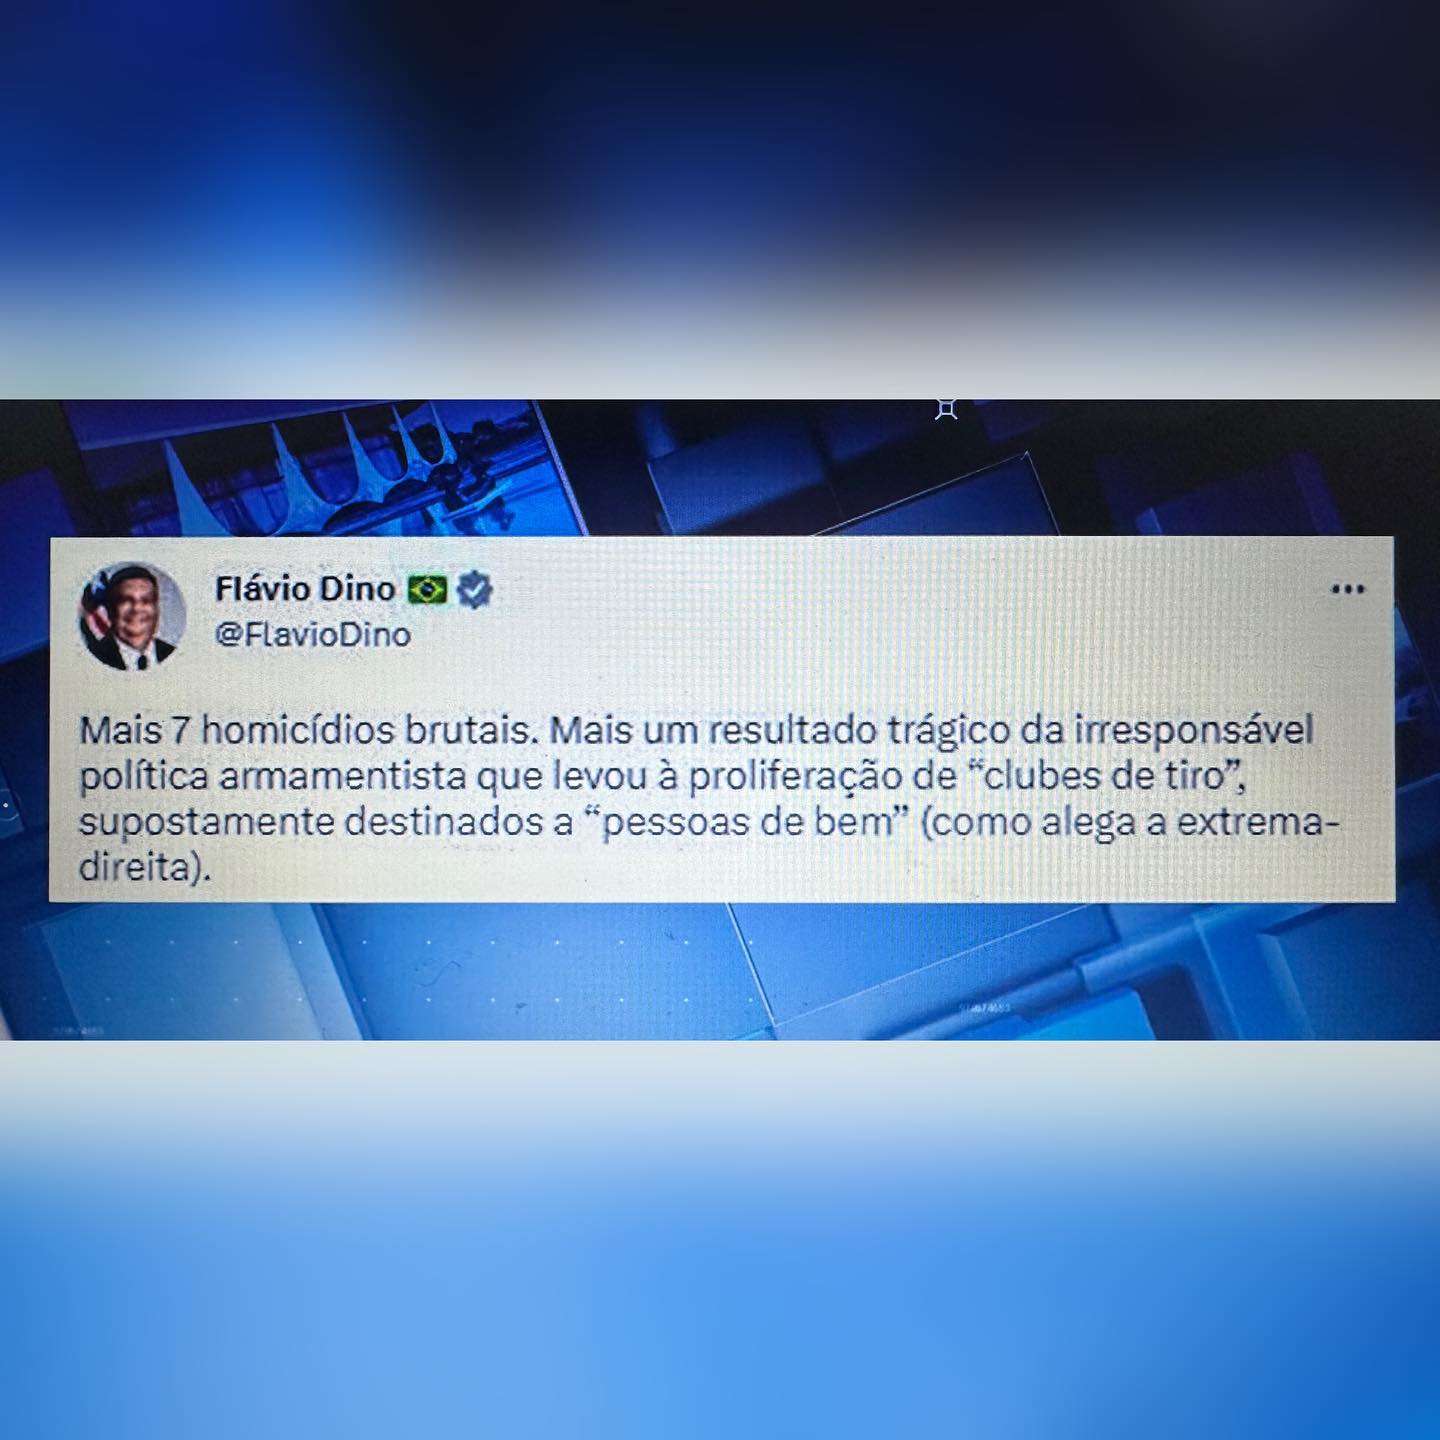 Flávio Dino
@FlavioDino
Mais 7 homicídios brutais. Mais um resultado trágico da irresponsável
política armamentista que levou à proliferação de “clubes de tiro”,
supostamente destinados a “pessoas de bem” (como alega a extrema-
direita).